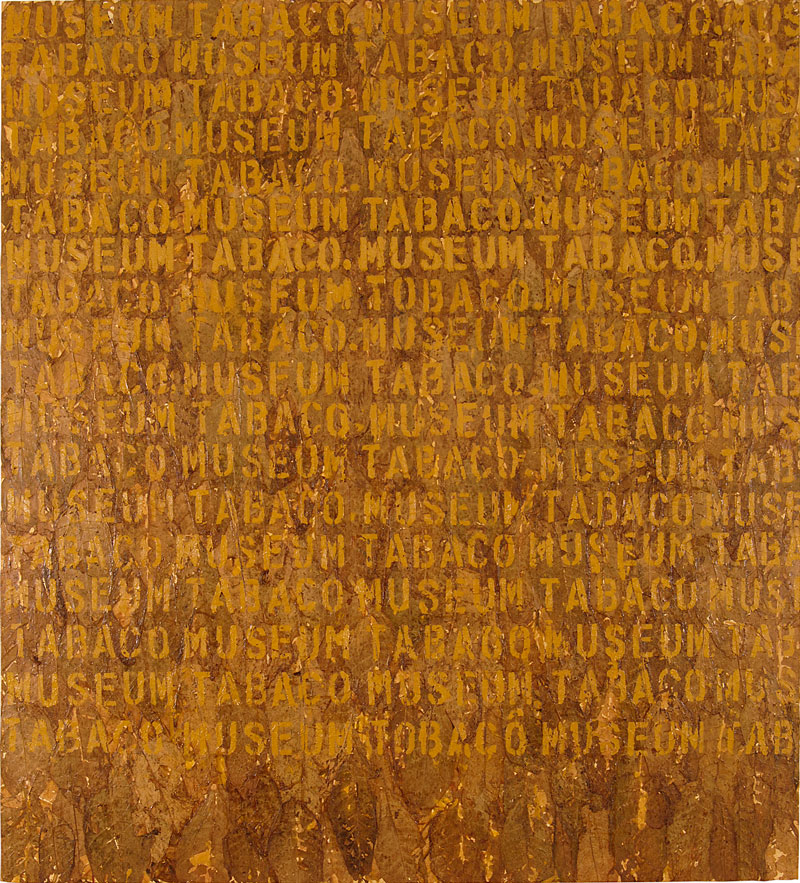 MUSEUM TABACO.MUSEUM TABACO.MUS
TABACO MUSEUM TABACO.MUSEUM TABA
MUSEUM TABACO.MUSEUM TABACO.MUS
TABACO.MUSEUM TABACO.MUSEUM TAB
MUSEUM TABACO.MUSEUM TABACO.MUS
TABACO.MUSEUM TABACO.MUSEUM TABA
MUSEUM TABACO.MUSEUM TABACO.MUSE
TABACO MUSEUM TOBACO.MUSEUM TAB
MUSEUM TABACO.MUSEUM TABACO.MUS
TABACO.MUSEUM TABACO.MUSEUM TAB
MUSEUM TABACO.MUSEUM TABACO MUS
TABACO MUSEUM TABACO.MUSEUM TAB
MUSEUM TABACO.MUSEUM TABACO.MUSE
TABACO MUSEUM TABACO MUSEUM TABA
MUSEUM TABACO MUSEUM TABACO MUSE
TABACO MUSEUM TABACO MUSEUM TAB
MUSEUM TABACO.MUSEUM TABACO MUS
TABACO MUSEUM TOBACO MUSEUM TAB